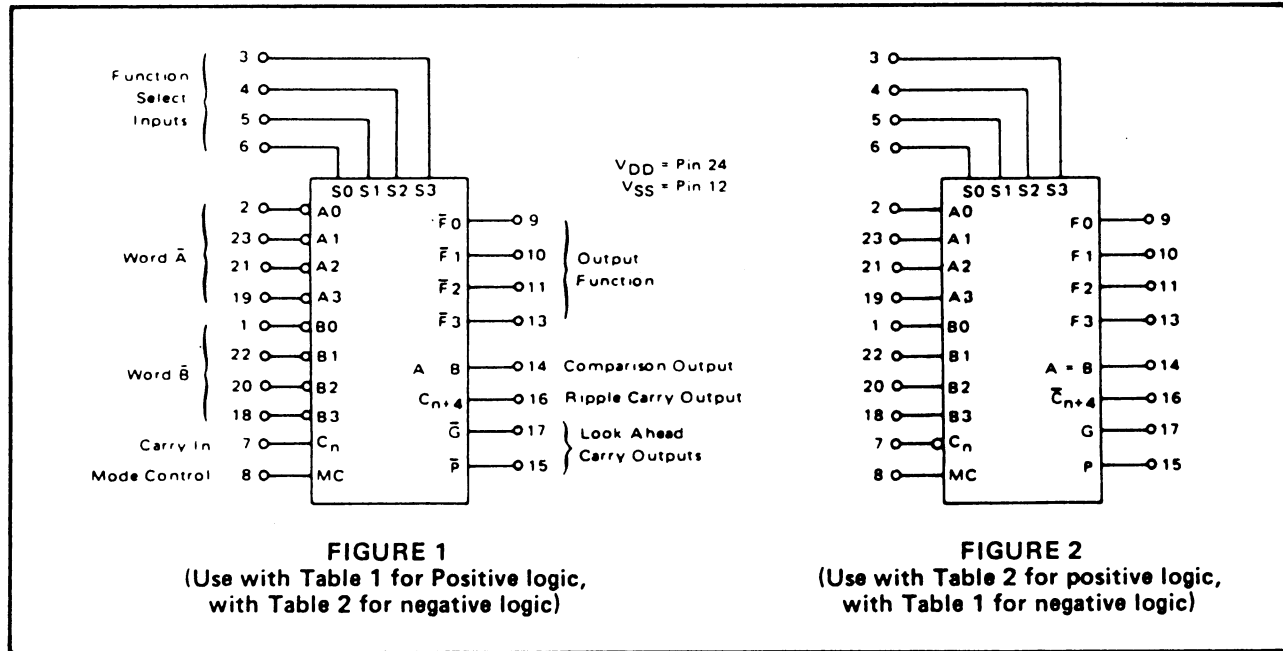 Function
Select
Inputs
3
4
5
6
S0 S1 S2 S3
VDD = Pin 24
VSS = Pin 12
Word Ā
2 A0
23 A1
21 A2
19 A3
Word B̄
1 B0
22 B1
20 B2
18 B3
Carry In 7 Cn
Mode Control 8 MC
F̄0 9
F̄1 10
F̄2 11
F̄3 13
Output
Function
A B 14 Comparison Output
Cn+4 16 Ripple Carry Output
Ḡ 17
P̄ 15
Look Ahead
Carry Outputs
FIGURE 1
(Use with Table 1 for Positive logic,
with Table 2 for negative logic)
3
4
5
6
S0 S1 S2 S3
2 A0
23 A1
21 A2
19 A3
1 B0
22 B1
20 B2
18 B3
7 Cn
8 MC
F0 9
F1 10
F2 11
F3 13
A = B 14
C̄n+4 16
G 17
P 15
FIGURE 2
(Use with Table 2 for positive logic,
with Table 1 for negative logic)